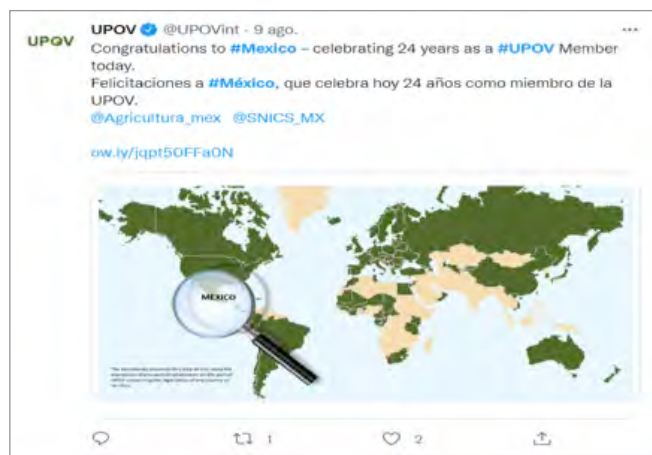 UPOV
UPOV @UPOVint · 9 ago.
Congratulations to #Mexico – celebrating 24 years as a #UPOV Member
today.
Felicitaciones a #México, que celebra hoy 24 años como miembro de la
UPOV.
@Agricultura_mex @SNICS_MX
ow.ly/jqpt50FFa0N
MEXICO
1
2